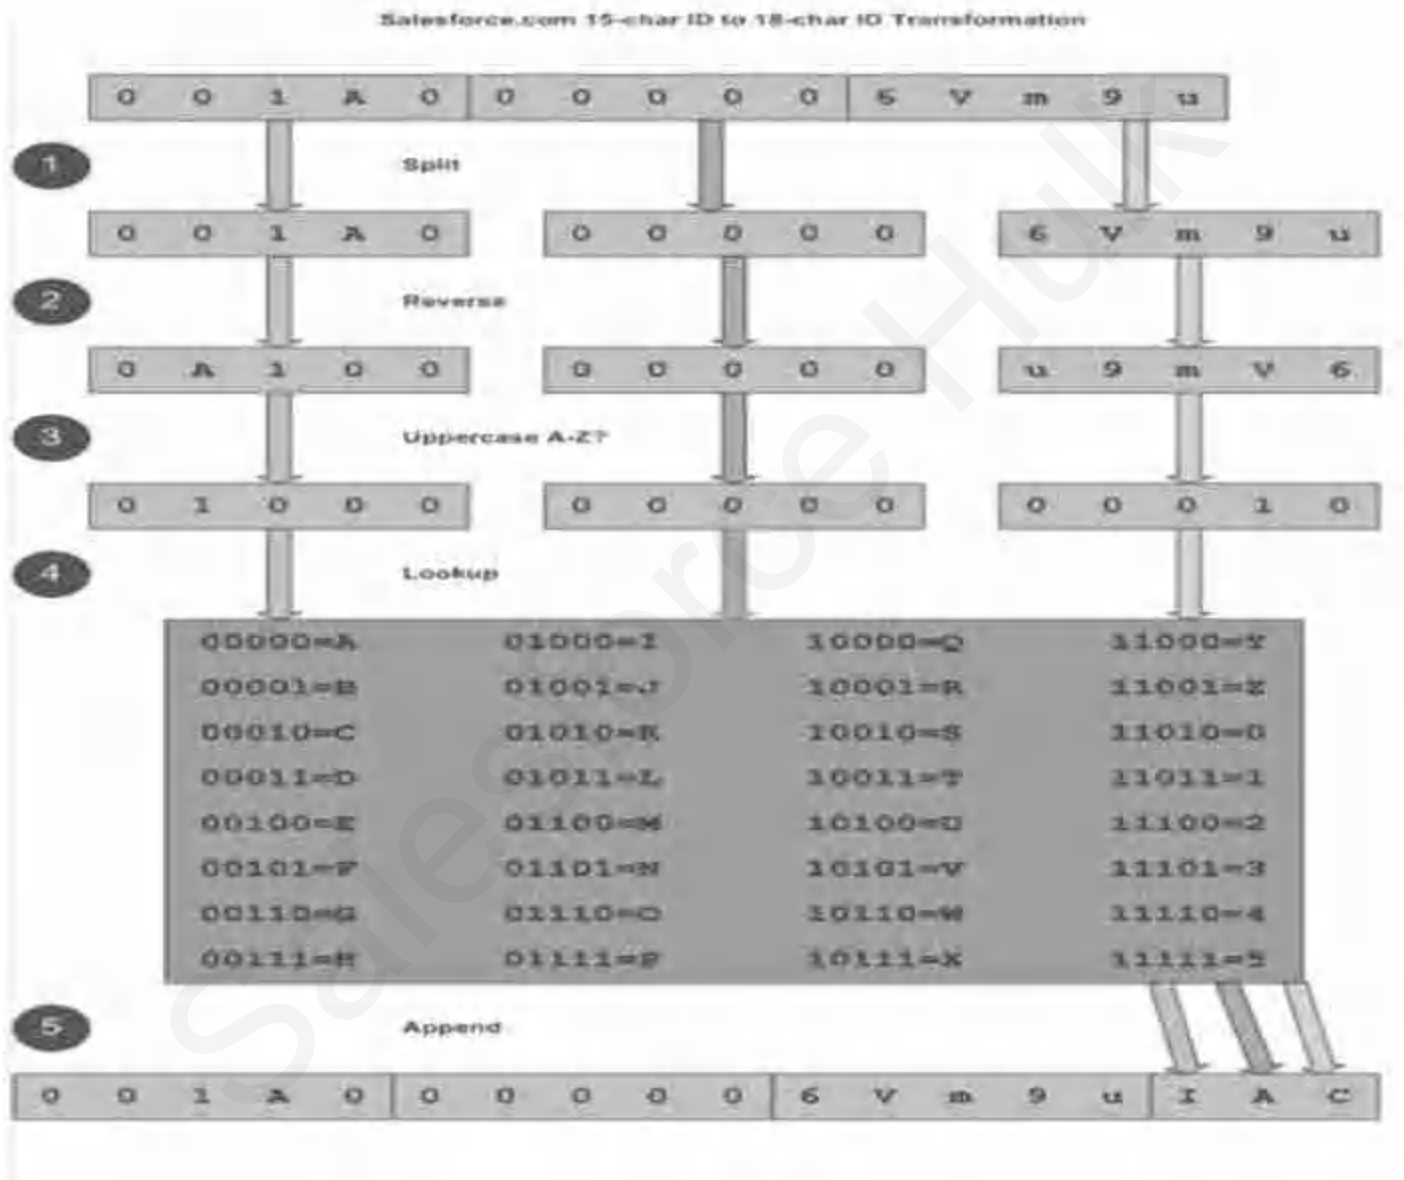 Salesforce.com 15-char ID to 18-char ID Transformation
0 0 1 A 0 0 0 0 0 0 6 V m 9 u
1 Split
0 0 1 A 0 0 0 0 0 0 6 V m 9 u
2 Reverse
0 A 1 0 0 0 0 0 0 0 u 9 m V 6
3 Uppercase A-Z?
0 1 0 0 0 0 0 0 0 0 0 0 0 1 0
4 Lookup
00000=A 01000=I 10000=Q 11000=Y
00001=B 01001=J 10001=R 11001=Z
00010=C 01010=K 10010=S 11010=0
00011=D 01011=L 10011=T 11011=1
00100=E 01100=M 10100=U 11100=2
00101=F 01101=N 10101=V 11101=3
00110=G 01110=O 10110=W 11110=4
00111=H 01111=P 10111=X 11111=5
5 Append
0 0 1 A 0 0 0 0 0 0 6 V m 9 u I A C
Salesforce Hulk